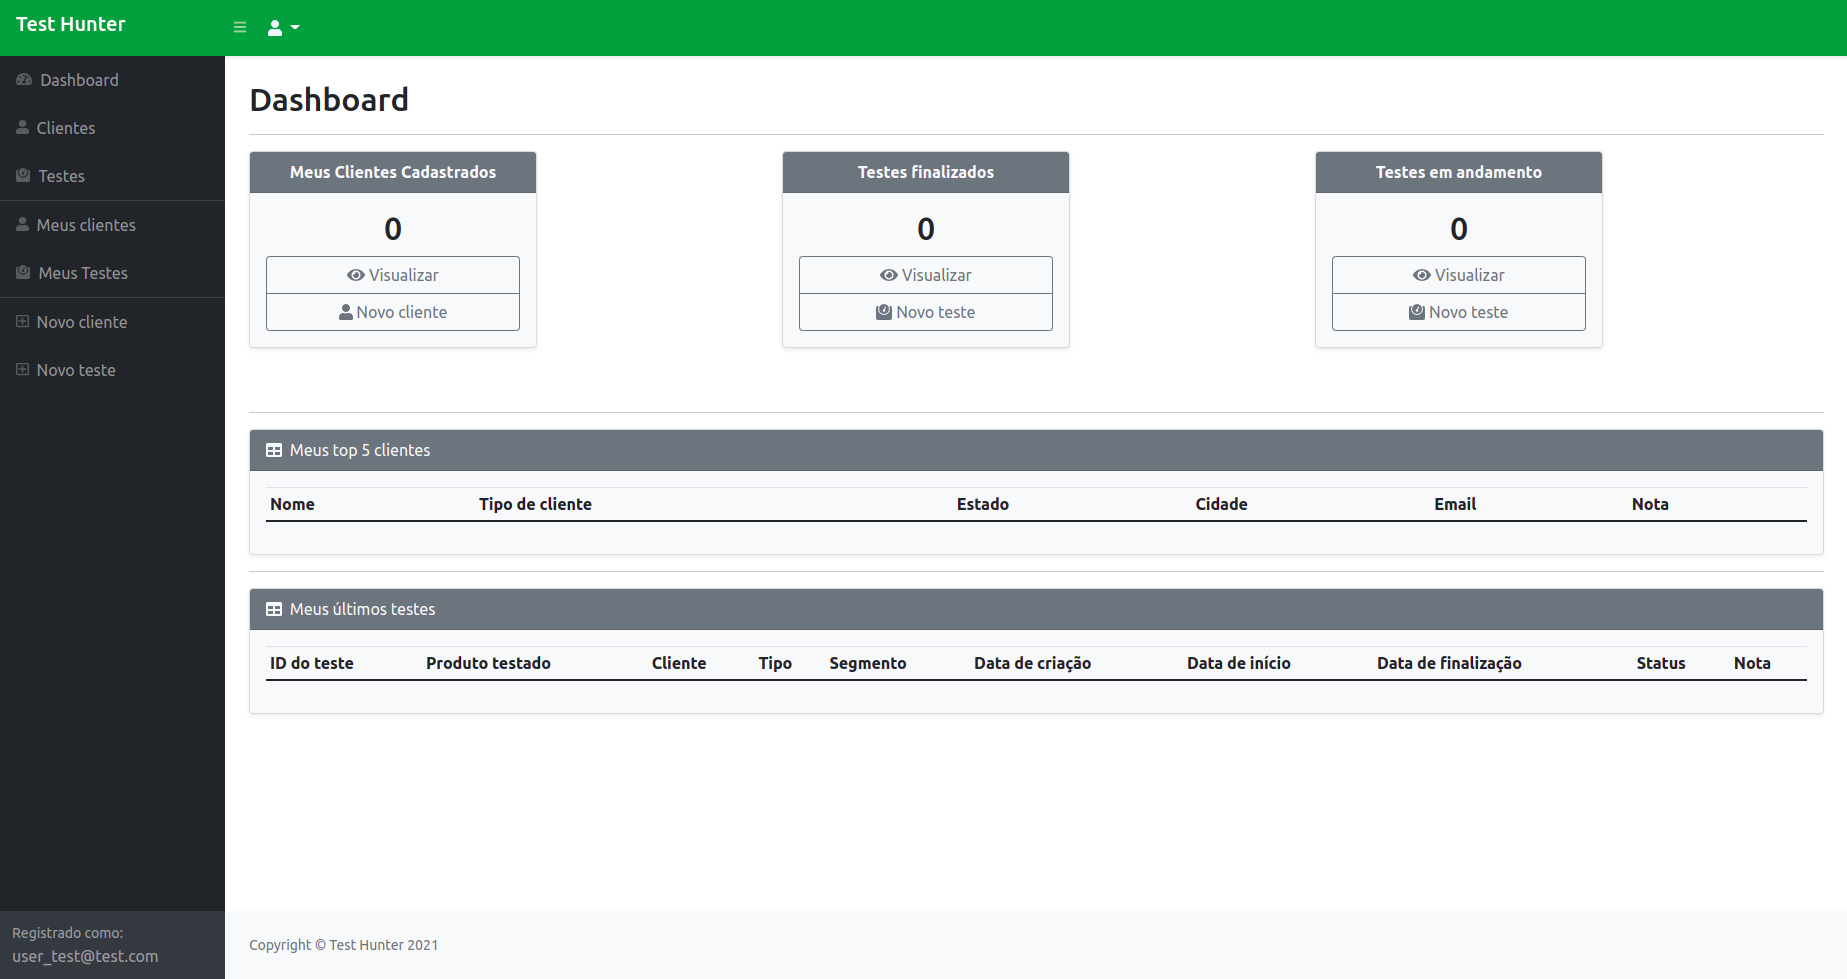 Test Hunter
Dashboard
Clientes
Testes
Meus clientes
Meus Testes
Novo cliente
Novo teste
Registrado como:
user_test@test.com
Dashboard
Meus Clientes Cadastrados
0
Visualizar
Novo cliente
Testes finalizados
0
Visualizar
Novo teste
Testes em andamento
0
Visualizar
Novo teste
Meus top 5 clientes
Nome Tipo de cliente Estado Cidade Email Nota
Meus últimos testes
ID do teste Produto testado Cliente Tipo Segmento Data de criação Data de início Data de finalização Status Nota
Copyright © Test Hunter 2021